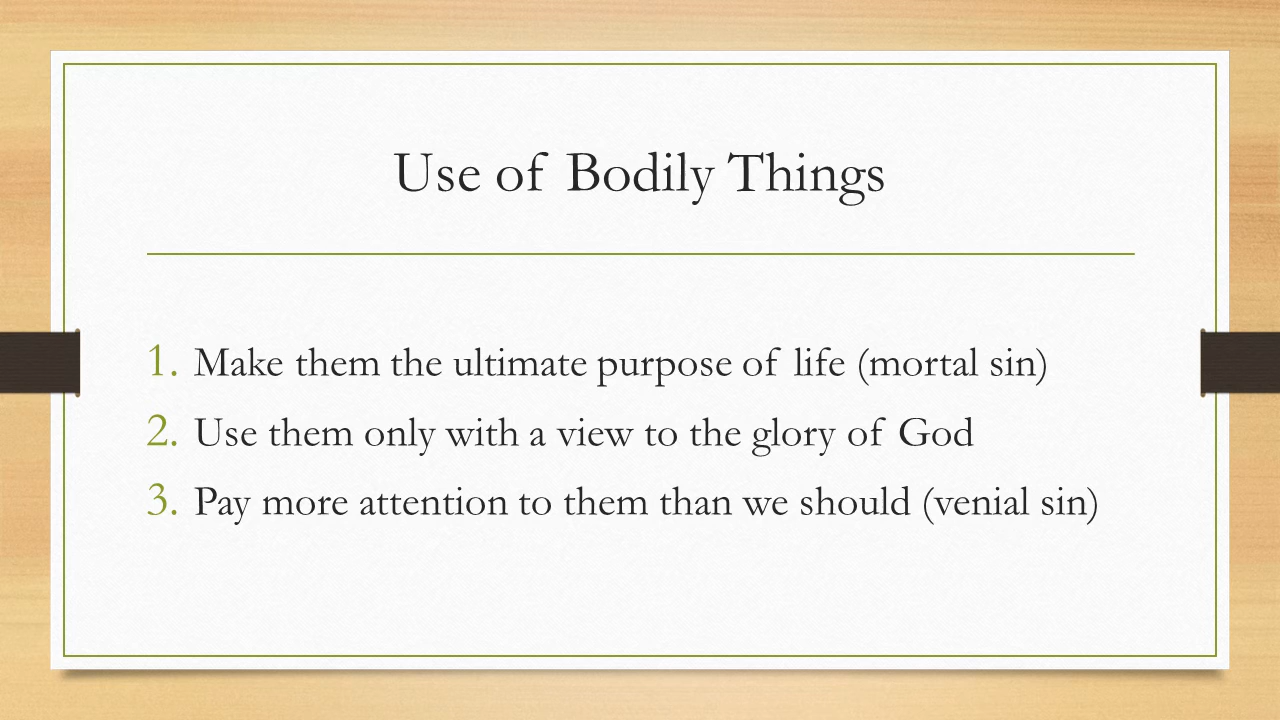 Use of Bodily Things
1. Make them the ultimate purpose of life (mortal sin)
2. Use them only with a view to the glory of God
3. Pay more attention to them than we should (venial sin)